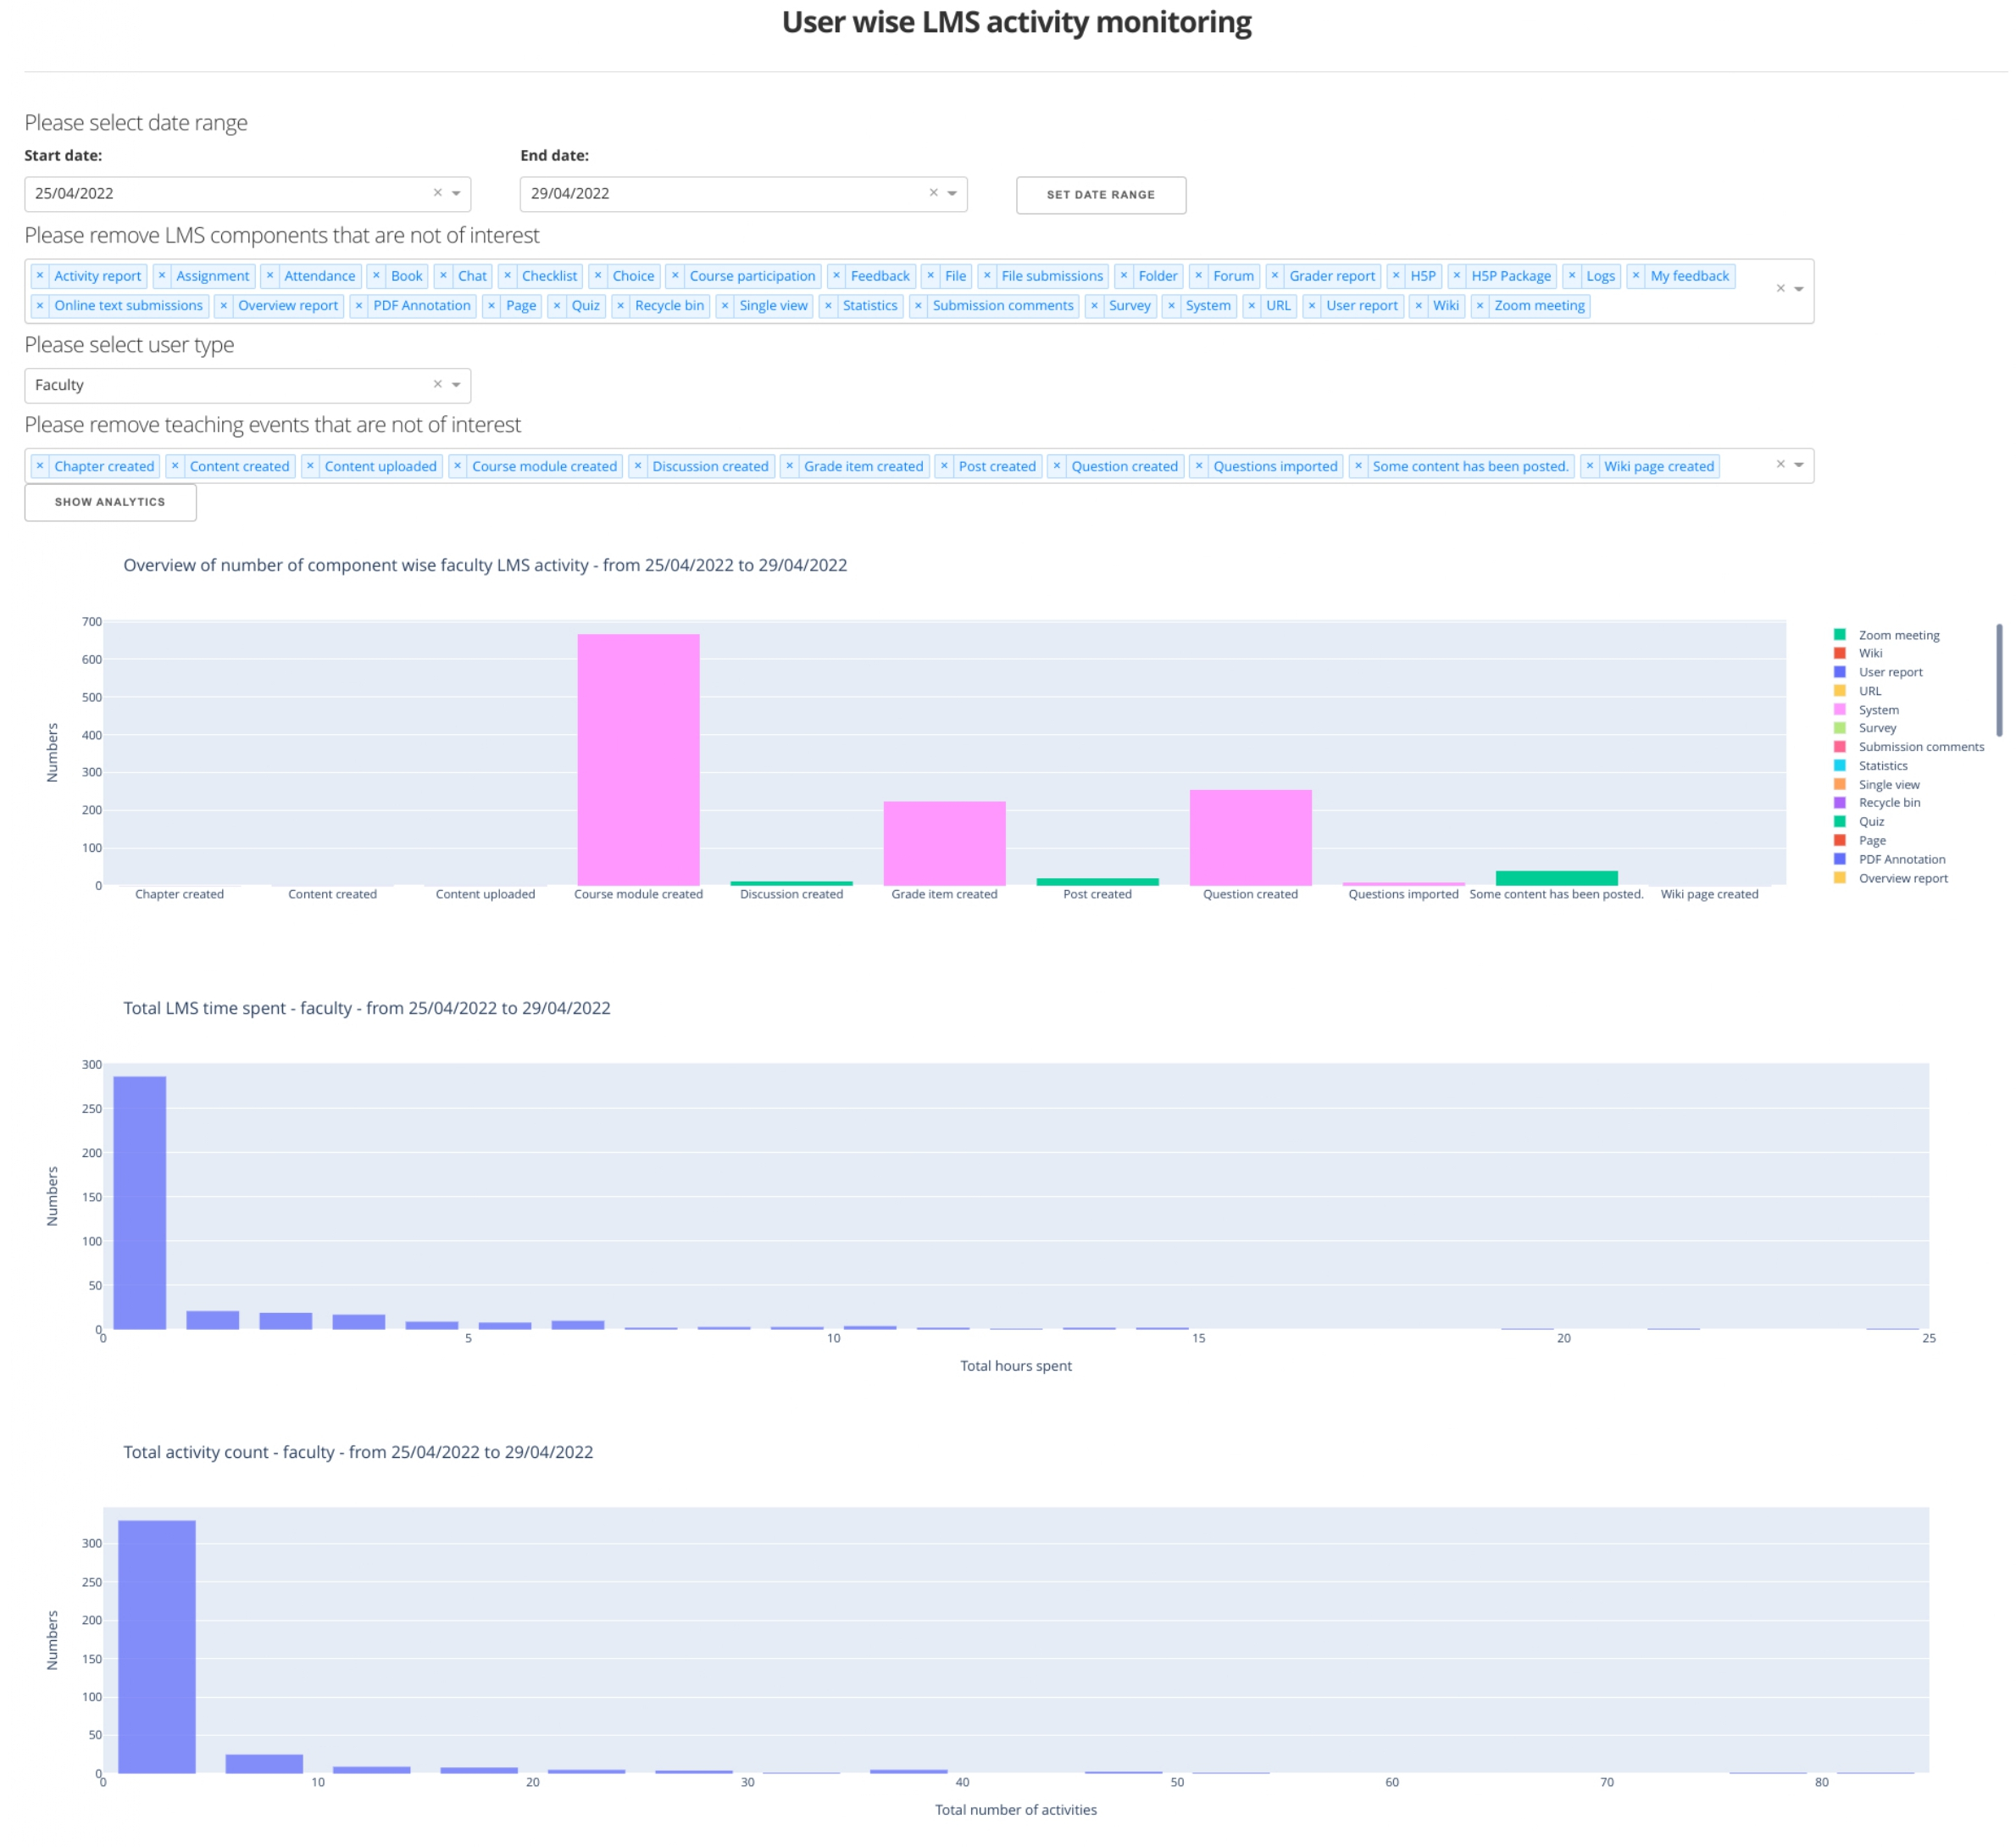 User wise LMS activity monitoring
Please select date range
Start date: End date:
25/04/2022 × 29/04/2022 × SET DATE RANGE
Please remove LMS components that are not of interest
× Activity report × Assignment × Attendance × Book × Chat × Checklist × Choice × Course participation × Feedback × File × File submissions × Folder × Forum × Grader report × H5P × H5P Package × Logs × My feedback ×
× Online text submissions × Overview report × PDF Annotation × Page × Quiz × Recycle bin × Single view × Statistics × Submission comments × Survey × System × URL × User report × Wiki × Zoom meeting
Please select user type
Faculty ×
Please remove teaching events that are not of interest
× Chapter created × Content created × Content uploaded × Course module created × Discussion created × Grade item created × Post created × Question created × Questions imported × Some content has been posted. × Wiki page created ×
SHOW ANALYTICS
Overview of number of component wise faculty LMS activity - from 25/04/2022 to 29/04/2022
700
600
500
400
300
200
100
0
Numbers
Chapter created Content created Content uploaded Course module created Discussion created Grade item created Post created Question created Questions imported Some content has been posted. Wiki page created
Zoom meeting
Wiki
User report
URL
System
Survey
Submission comments
Statistics
Single view
Recycle bin
Quiz
Page
PDF Annotation
Overview report
Total LMS time spent - faculty - from 25/04/2022 to 29/04/2022
300
250
200
150
100
50
0
Numbers
0 5 10 15 20 25
Total hours spent
Total activity count - faculty - from 25/04/2022 to 29/04/2022
300
250
200
150
100
50
0
Numbers
0 10 20 30 40 50 60 70 80
Total number of activities